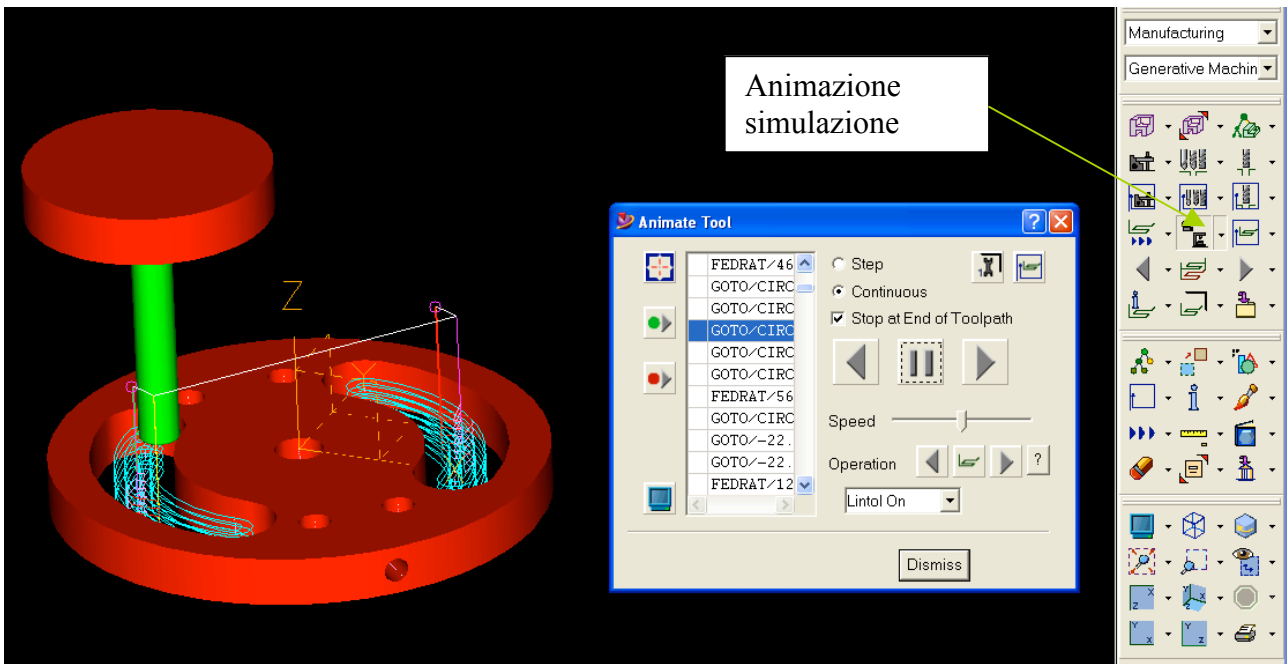 Manufacturing
Generative Machin
Animazione
simulazione
Animate Tool
FEDRAT/46
GOTO/CIRC
GOTO/CIRC
GOTO/CIRC
GOTO/CIRC
GOTO/CIRC
FEDRAT/56
GOTO/CIRC
GOTO/-22.
GOTO/-22.
FEDRAT/12
Step
Continuous
Stop at End of Toolpath
Speed
Operation
?
Lintol On
Dismiss
Z
Y